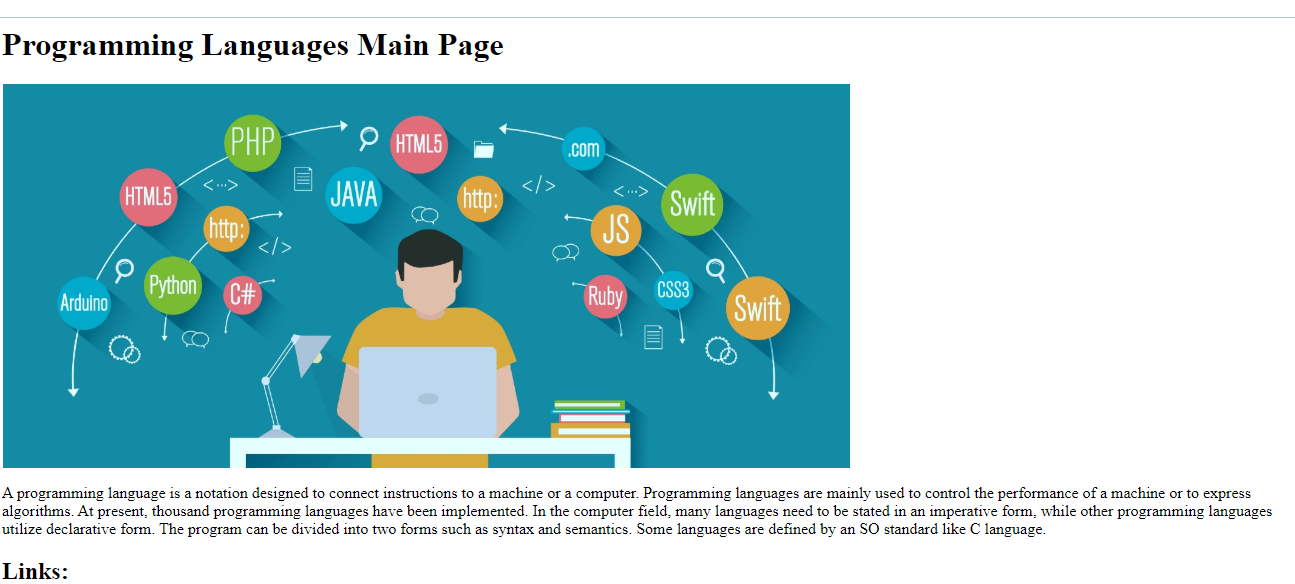 Programming Languages Main Page
PHP
HTML5
.com
HTML5
JAVA
http:
Swift
http:
JS
Python
C#
Ruby
CSS3
Arduino
Swift
A programming language is a notation designed to connect instructions to a machine or a computer. Programming languages are mainly used to control the performance of a machine or to express
algorithms. At present, thousand programming languages have been implemented. In the computer field, many languages need to be stated in an imperative form, while other programming languages
utilize declarative form. The program can be divided into two forms such as syntax and semantics. Some languages are defined by an SO standard like C language.
Links: